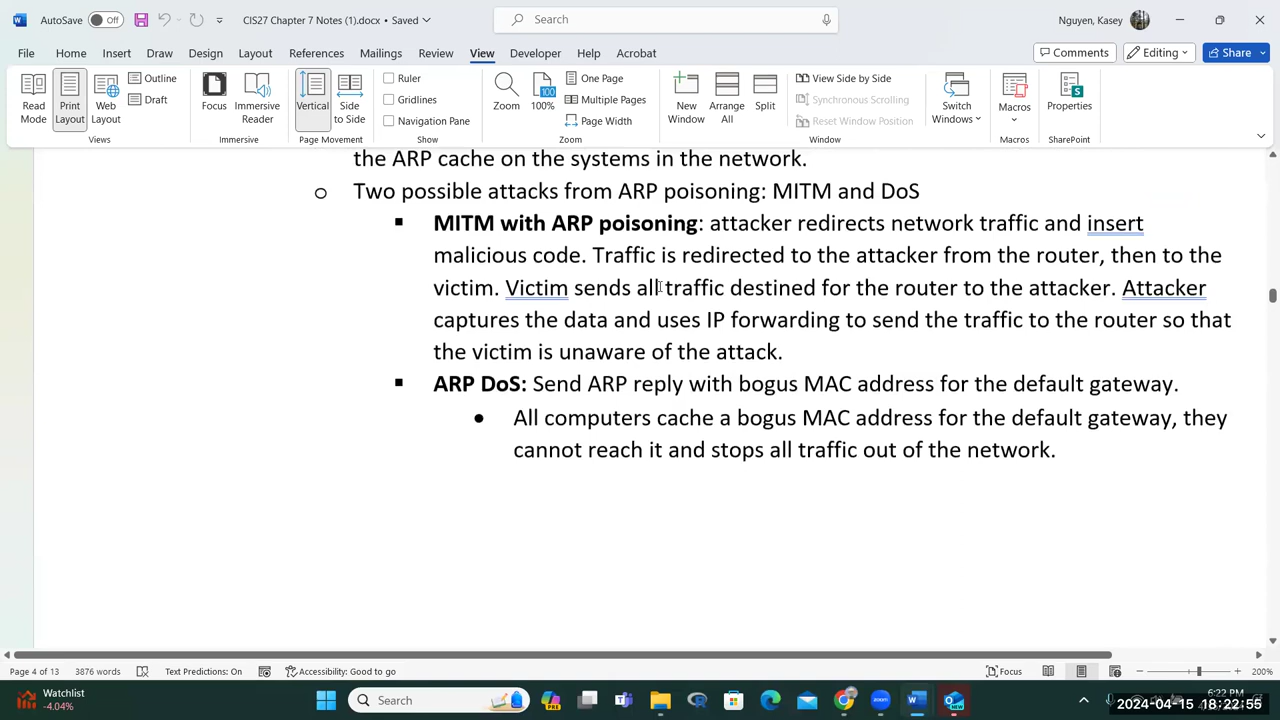 AutoSave Off CIS27 Chapter 7 Notes (1).docx • Saved Search Nguyen, Kasey
File Home Insert Draw Design Layout References Mailings Review View Developer Help Acrobat Comments Editing Share
Read Mode Print Layout Web Layout Outline Draft Focus Immersive Reader Vertical Side to Side Ruler Gridlines Navigation Pane Zoom 100 100% One Page Multiple Pages Page Width New Window Arrange All Split View Side by Side Synchronous Scrolling Reset Window Position Switch Windows Macros Properties
Views Immersive Page Movement Show Zoom Window Macros SharePoint
the ARP cache on the systems in the network.
o Two possible attacks from ARP poisoning: MITM and DoS
▪ MITM with ARP poisoning: attacker redirects network traffic and insert
malicious code. Traffic is redirected to the attacker from the router, then to the
victim. Victim sends all traffic destined for the router to the attacker. Attacker
captures the data and uses IP forwarding to send the traffic to the router so that
the victim is unaware of the attack.
▪ ARP DoS: Send ARP reply with bogus MAC address for the default gateway.
• All computers cache a bogus MAC address for the default gateway, they
cannot reach it and stops all traffic out of the network.
Page 4 of 13 3876 words Text Predictions: On Accessibility: Good to go Focus 200%
Watchlist
-4.04%
Search
NEW
6:22 PM
2024-04-15 18:22:55